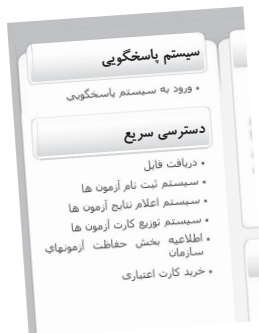 سیستم پاسخگویی
• ورود به سیستم پاسخگویی
دسترسی سریع
• دریافت فایل
• سیستم ثبت نام آزمون ها
• سیستم اعلام نتایج آزمون ها
• سیستم توزیع کارت آزمون ها
• اطلاعیه بخش حفاظت آزمونهای
سازمان
• خرید کارت اعتباری